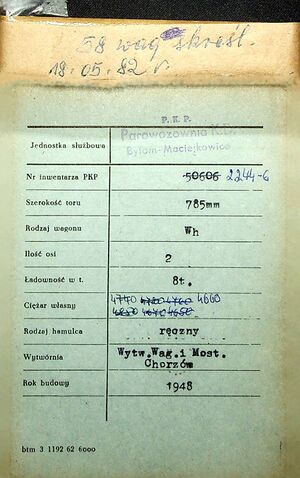 58 wag skreśl.
18.05.82 r.
P. K. P.
Parowozownia
Jednostka służbowa Bytom-Maciejkowice
Nr inwentarza PKP 50606 2244-6
Szerokość toru 785mm
Rodzaj wagonu Wh
Ilość osi 2
Ładowność w t. 8t.
Ciężar własny 4740 4660
Rodzaj hamulca ręczny
Wytwórnia Wytw.Wag.i Most.
Chorzów
Rok budowy 1948
btm 3 1192 62 6000